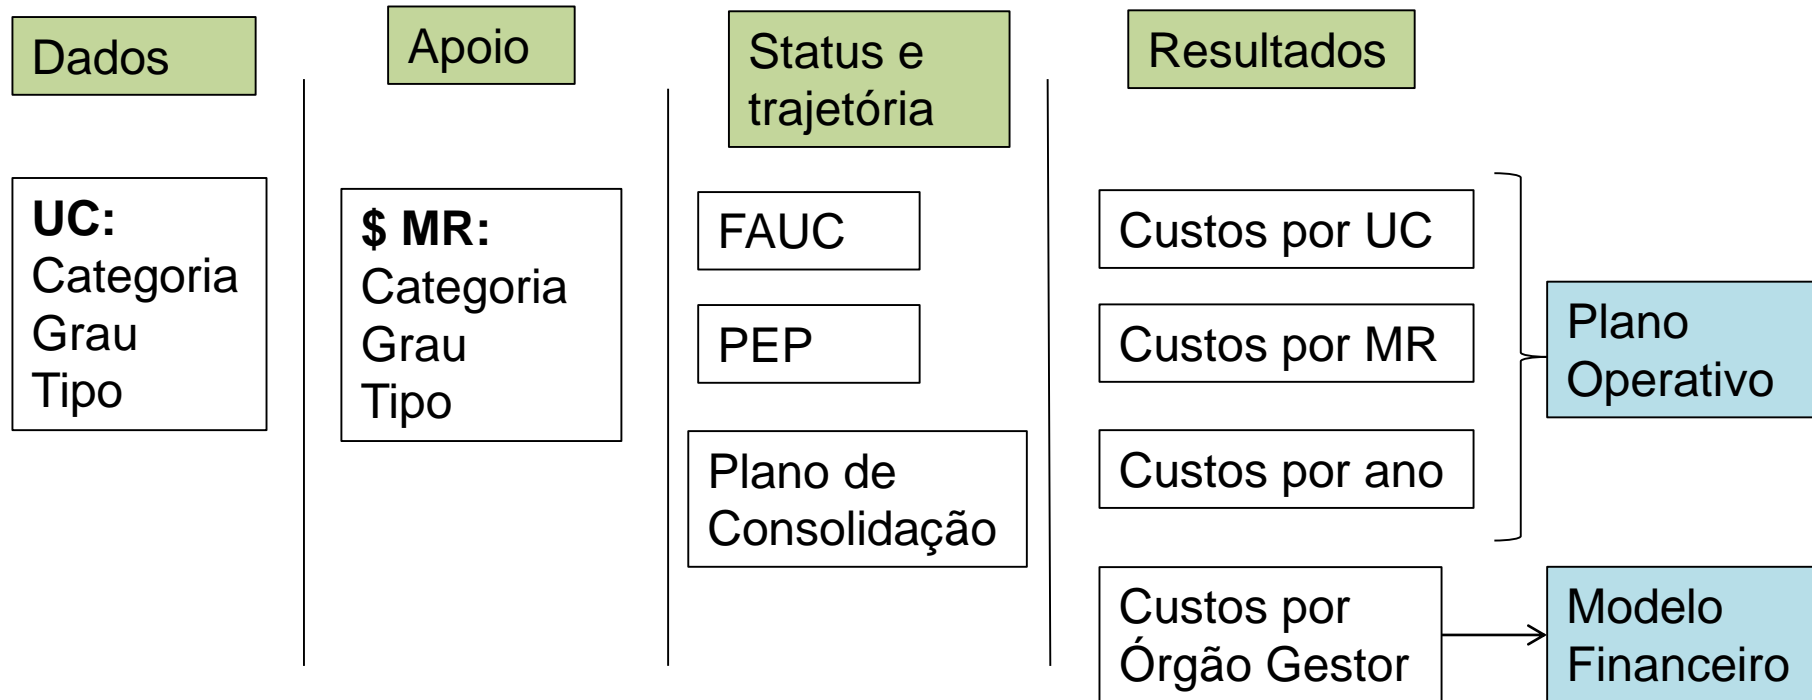 Dados
Apoio
Status e
trajetória
Resultados
UC:
Categoria
Grau
Tipo
$ MR:
Categoria
Grau
Tipo
FAUC
PEP
Plano de
Consolidação
Custos por UC
Custos por MR
Custos por ano
Custos por
Órgão Gestor
Plano
Operativo
Modelo
Financeiro